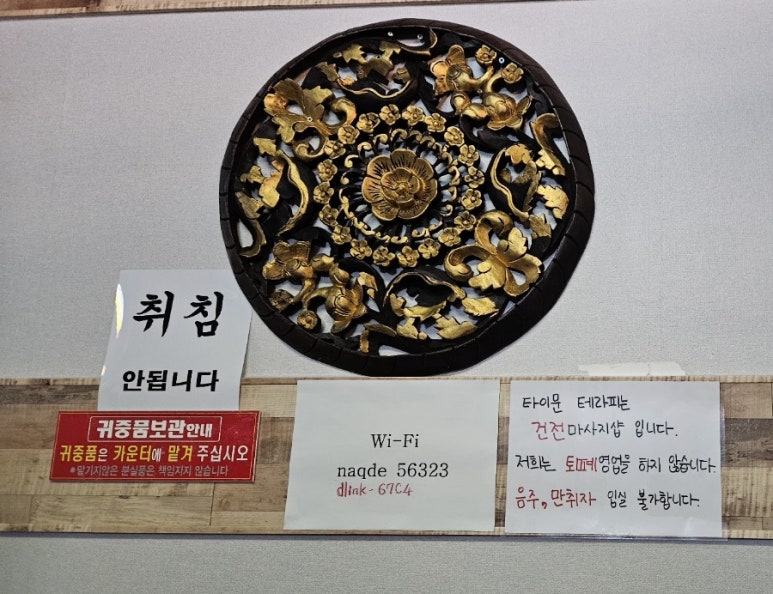 취침
안됩니다
귀중품보관안내
귀중품은 카운터에 맡겨 주십시오
※맡기지않은 분실품은 책임지지 않습니다
Wi-Fi
naqde 56323
dlink-67C4
타이문 테라피는
건전마사지샵 입니다.
저희는 퇴폐영업을 하지 않습니다.
음주, 만취자 입실 불가합니다.